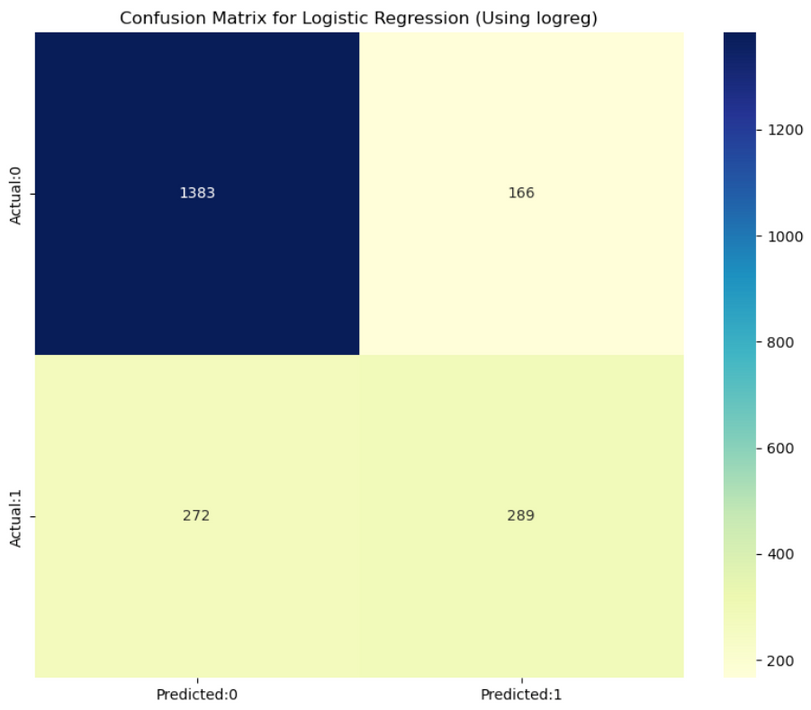 Confusion Matrix for Logistic Regression (Using logreg)
Actual:0
1383
166
Actual:1
272
289
Predicted:0
Predicted:1
1200
1000
800
600
400
200